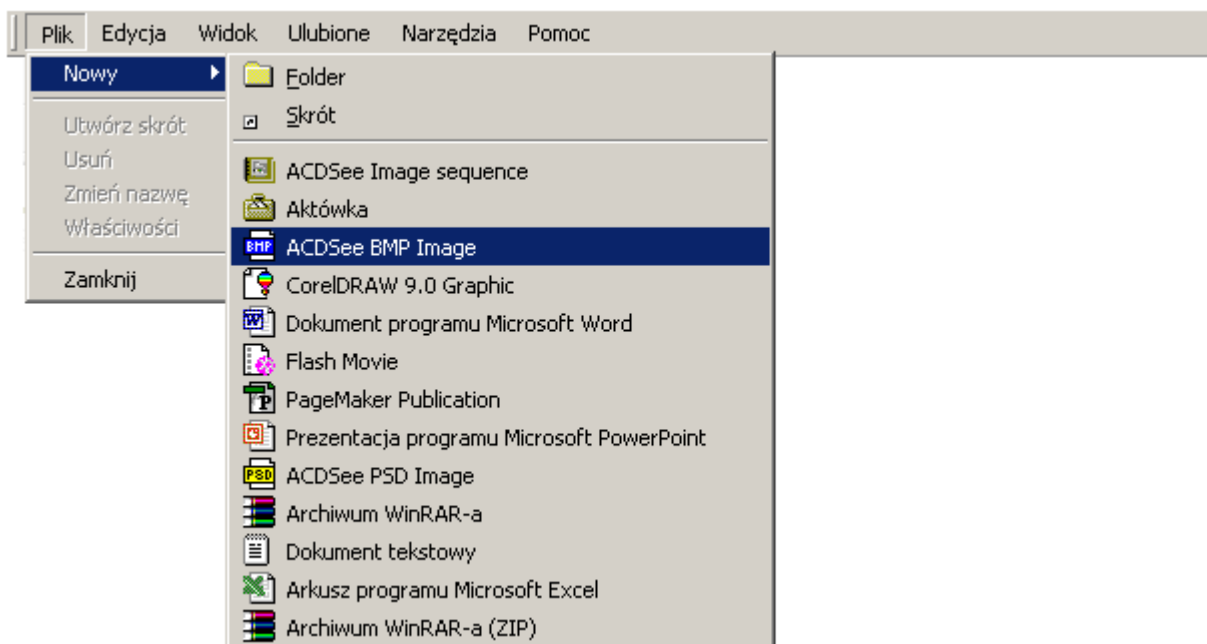 Plik Edycja Widok Ulubione Narzędzia Pomoc
Nowy
Utwórz skrót
Usuń
Zmień nazwę
Właściwości
Zamknij
Folder
Skrót
ACDSee Image sequence
Aktówka
BMP ACDSee BMP Image
CorelDRAW 9.0 Graphic
Dokument programu Microsoft Word
Flash Movie
PageMaker Publication
Prezentacja programu Microsoft PowerPoint
PSD ACDSee PSD Image
Archiwum WinRAR-a
Dokument tekstowy
Arkusz programu Microsoft Excel
Archiwum WinRAR-a (ZIP)